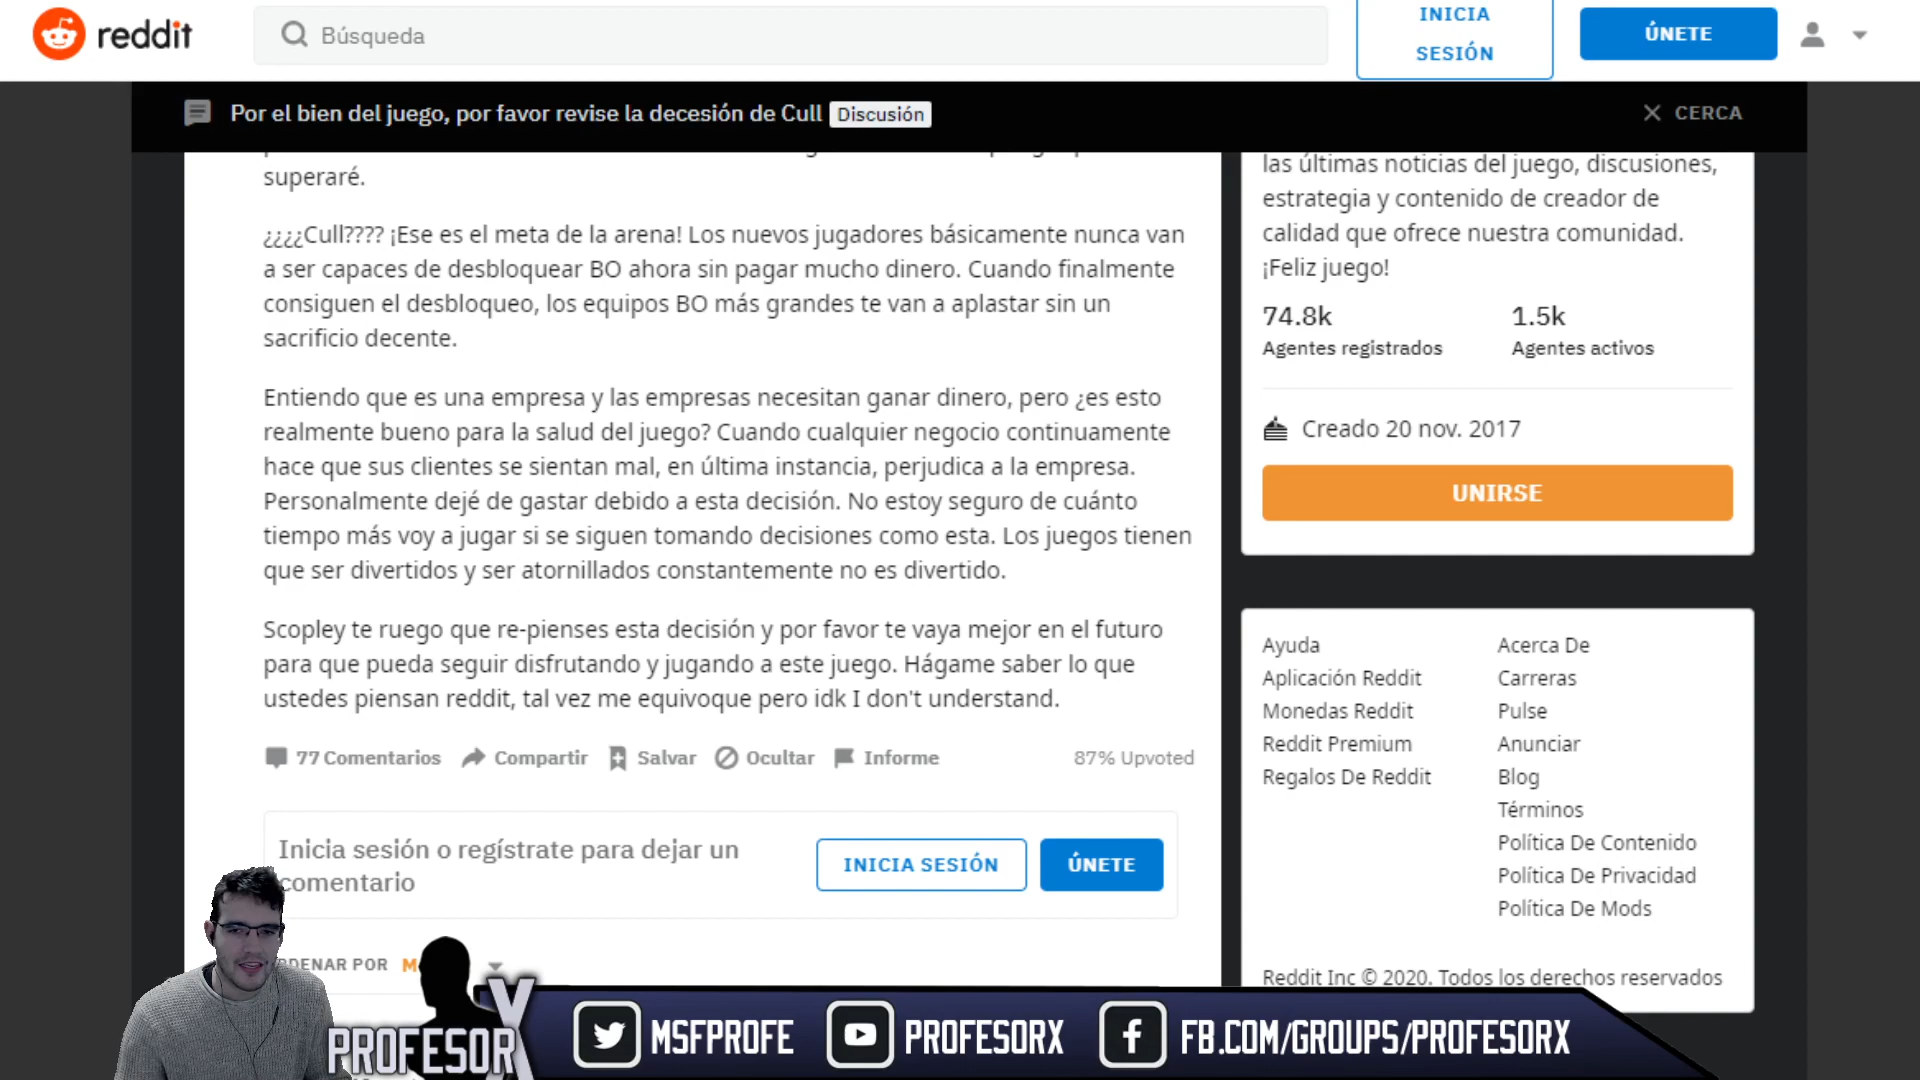 reddit
Búsqueda
INICIA
SESIÓN
ÚNETE
Por el bien del juego, por favor revise la decesión de Cull Discusión
CERCA
superaré.
¿¿¿¿Cull???? ¡Ese es el meta de la arena! Los nuevos jugadores básicamente nunca van
a ser capaces de desbloquear BO ahora sin pagar mucho dinero. Cuando finalmente
consiguen el desbloqueo, los equipos BO más grandes te van a aplastar sin un
sacrificio decente.
Entiendo que es una empresa y las empresas necesitan ganar dinero, pero ¿es esto
realmente bueno para la salud del juego? Cuando cualquier negocio continuamente
hace que sus clientes se sientan mal, en última instancia, perjudica a la empresa.
Personalmente dejé de gastar debido a esta decisión. No estoy seguro de cuánto
tiempo más voy a jugar si se siguen tomando decisiones como esta. Los juegos tienen
que ser divertidos y ser atornillados constantemente no es divertido.
Scopley te ruego que re-pienses esta decisión y por favor te vaya mejor en el futuro
para que pueda seguir disfrutando y jugando a este juego. Hágame saber lo que
ustedes piensan reddit, tal vez me equivoque pero idk I don't understand.
77 Comentarios Compartir Salvar Ocultar Informe 87% Upvoted
Inicia sesión o regístrate para dejar un
comentario
INICIA SESIÓN
ÚNETE
ORDENAR POR
las últimas noticias del juego, discusiones,
estrategia y contenido de creador de
calidad que ofrece nuestra comunidad.
¡Feliz juego!
74.8k 1.5k
Agentes registrados Agentes activos
Creado 20 nov. 2017
UNIRSE
Ayuda
Aplicación Reddit
Monedas Reddit
Reddit Premium
Regalos De Reddit
Acerca De
Carreras
Pulse
Anunciar
Blog
Términos
Política De Contenido
Política De Privacidad
Política De Mods
Reddit Inc © 2020. Todos los derechos reservados
PROFESOR X
MSFPROFE
PROFESORX
FB.COM/GROUPS/PROFESORX